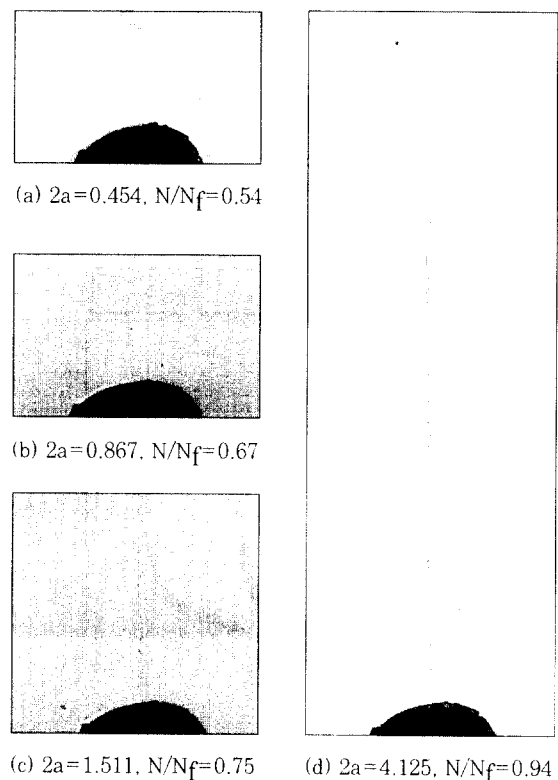 (a) 2a=0.454, N/Nf=0.54
(b) 2a=0.867, N/Nf=0.67
(c) 2a=1.511, N/Nf=0.75
(d) 2a=4.125, N/Nf=0.94